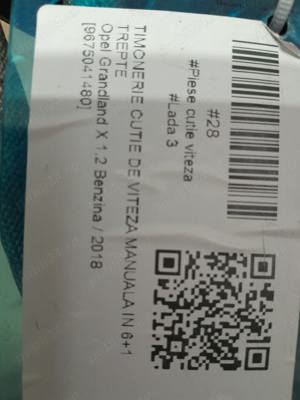 #28
#Piese cutie viteza
#Lada 3
TIMONERIE CUTIE DE VITEZA MANUALA IN 6+1
TREPTE
Opel Grandland X 1.2 Benzina / 2018
[9675041480]